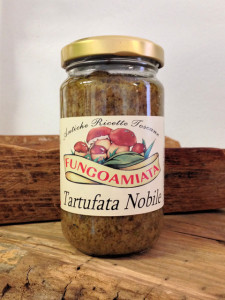 Antiche Ricette Toscane
FUNGOAMIATA
Tartufata Nobile